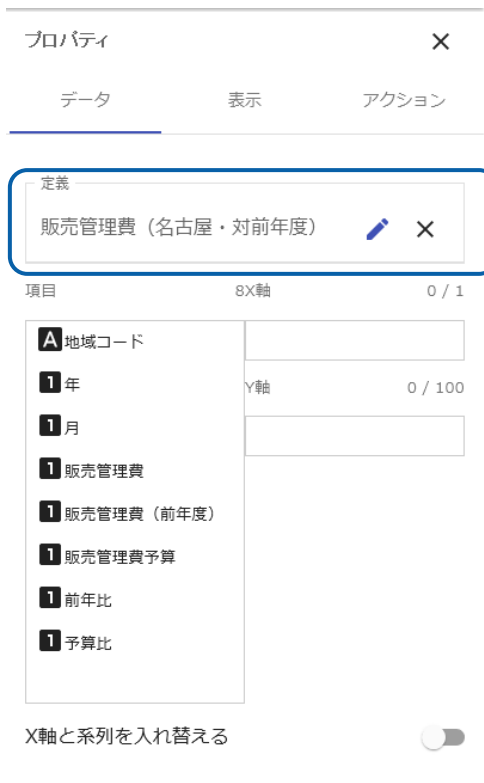 プロパティ ×
データ 表示 アクション
定義
販売管理費（名古屋・対前年度） ×
項目 8 X軸 0 / 1
A 地域コード
1 年 Y軸 0 / 100
1 月
1 販売管理費
1 販売管理費（前年度）
1 販売管理費予算
1 前年比
1 予算比
X軸と系列を入れ替える